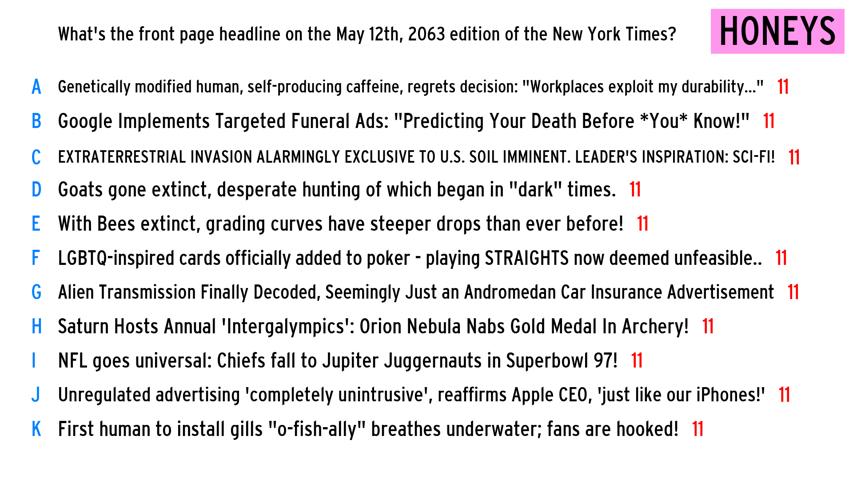 What's the front page headline on the May 12th, 2063 edition of the New York Times?
HONEYS
A Genetically modified human, self-producing caffeine, regrets decision: "Workplaces exploit my durability..." 11
B Google Implements Targeted Funeral Ads: "Predicting Your Death Before *You* Know!" 11
C EXTRATERRESTRIAL INVASION ALARMINGLY EXCLUSIVE TO U.S. SOIL IMMINENT. LEADER'S INSPIRATION: SCI-FI! 11
D Goats gone extinct, desperate hunting of which began in "dark" times. 11
E With Bees extinct, grading curves have steeper drops than ever before! 11
F LGBTQ-inspired cards officially added to poker - playing STRAIGHTS now deemed unfeasible.. 11
G Alien Transmission Finally Decoded, Seemingly Just an Andromedan Car Insurance Advertisement 11
H Saturn Hosts Annual 'Intergalympics': Orion Nebula Nabs Gold Medal In Archery! 11
I NFL goes universal: Chiefs fall to Jupiter Juggernauts in Superbowl 97! 11
J Unregulated advertising 'completely unintrusive', reaffirms Apple CEO, 'just like our iPhones!' 11
K First human to install gills "o-fish-ally" breathes underwater; fans are hooked! 11